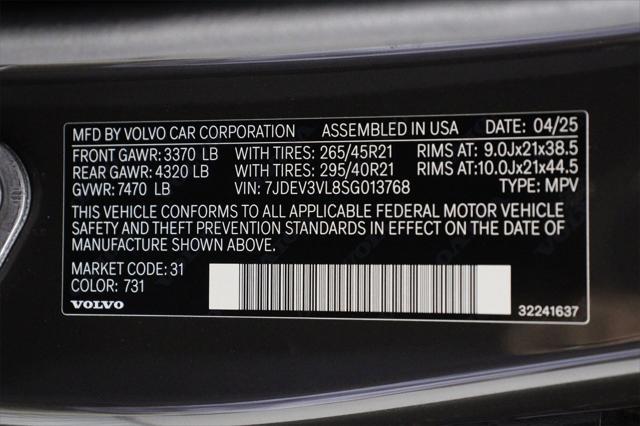 MFD BY VOLVO CAR CORPORATION ASSEMBLED IN USA DATE: 04/25
FRONT GAWR: 3370 LB WITH TIRES: 265/45R21 RIMS AT: 9.0Jx21x38.5
REAR GAWR: 4320 LB WITH TIRES: 295/40R21 RIMS AT:10.0Jx21x44.5
GVWR: 7470 LB VIN: 7JDEV3VL8SG013768 TYPE: MPV
THIS VEHICLE CONFORMS TO ALL APPLICABLE FEDERAL MOTOR VEHICLE
SAFETY AND THEFT PREVENTION STANDARDS IN EFFECT ON THE DATE OF
MANUFACTURE SHOWN ABOVE.
MARKET CODE: 31
COLOR: 731
VOLVO 32241637